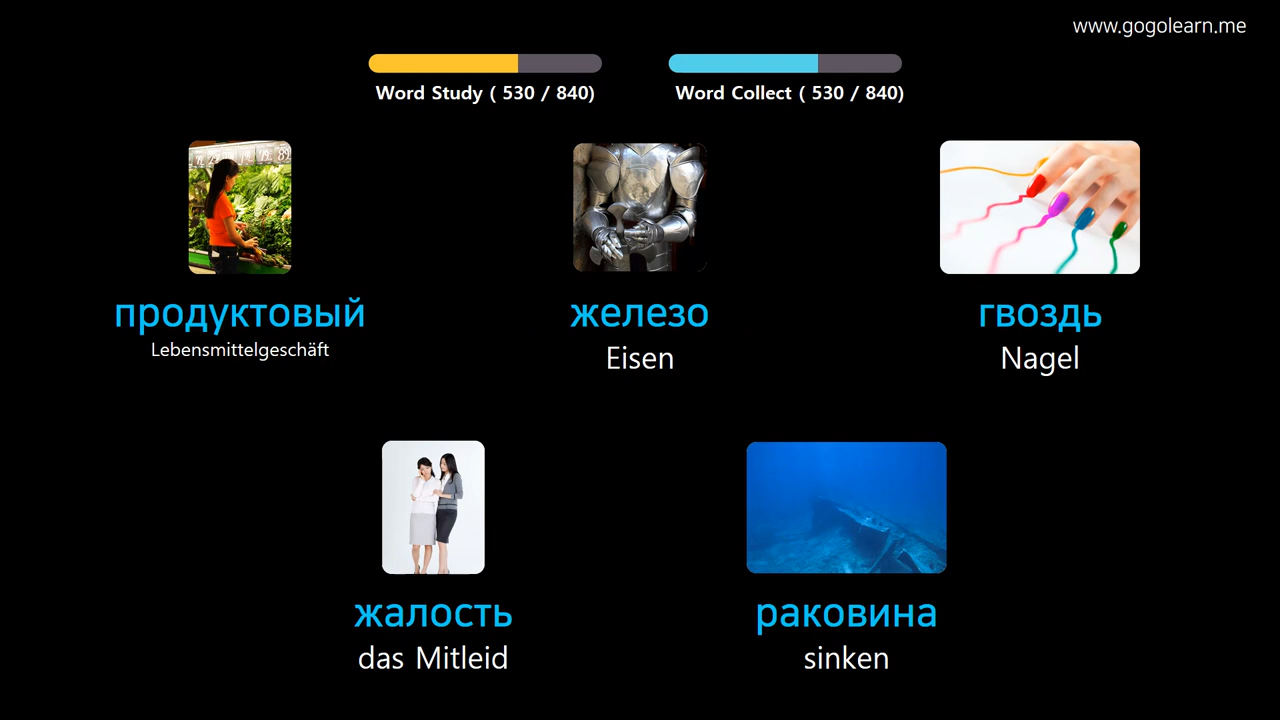 www.gogolearn.me
Word Study ( 530 / 840)
Word Collect ( 530 / 840)
продуктовый
Lebensmittelgeschäft
железо
Eisen
гвоздь
Nagel
жалость
das Mitleid
раковина
sinken